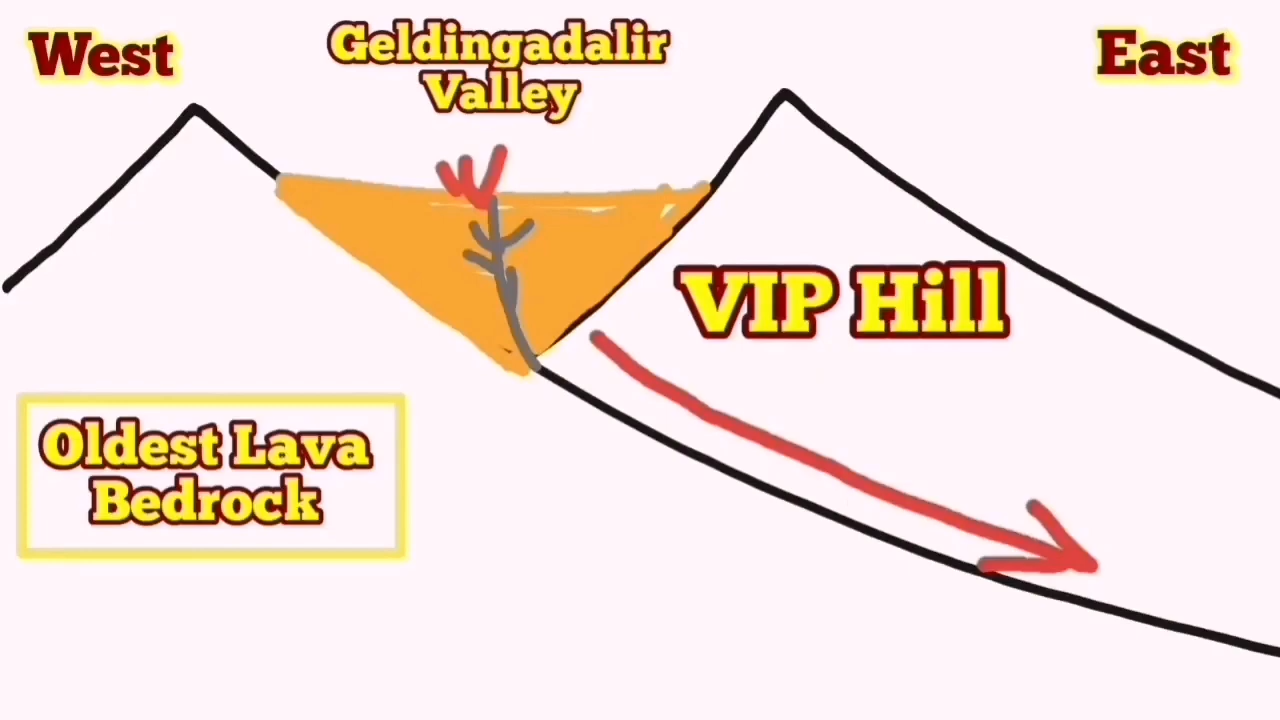 West
Geldingadalir
Valley
East
VIP Hill
Oldest Lava
Bedrock